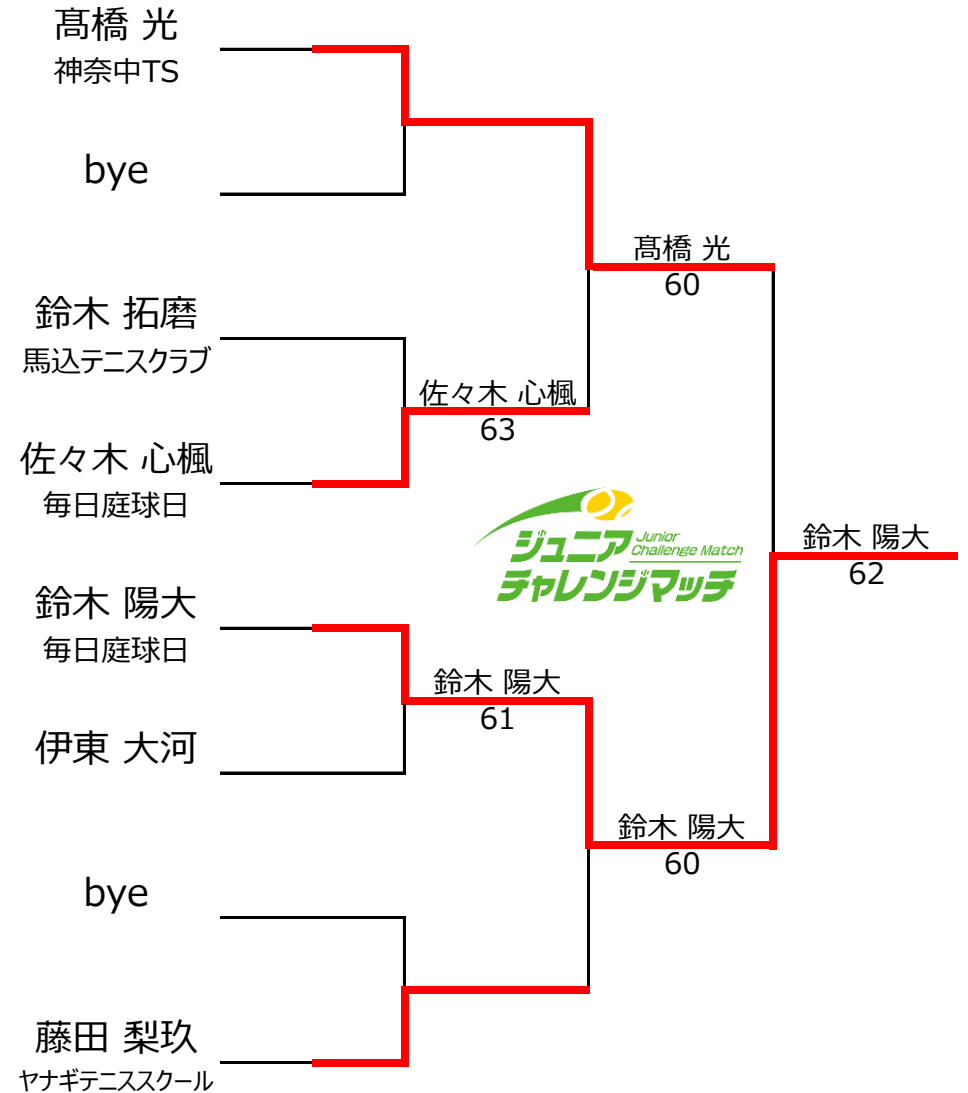 髙橋 光
神奈中TS
bye
髙橋 光
60
鈴木 拓磨
馬込テニスクラブ
佐々木 心楓
63
佐々木 心楓
毎日庭球日
ジュニア
Junior
Challenge Match
チャレンジマッチ
鈴木 陽大
62
鈴木 陽大
毎日庭球日
鈴木 陽大
61
伊東 大河
鈴木 陽大
60
bye
藤田 梨玖
ヤナギテニススクール